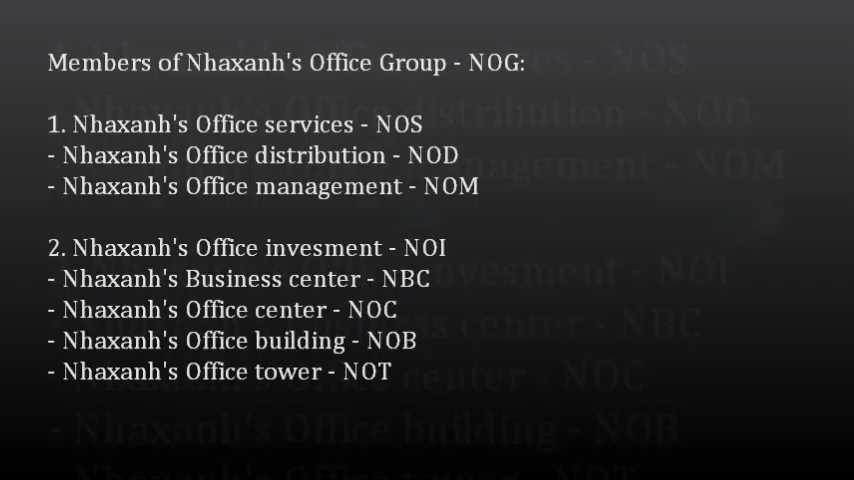 Members of Nhaxanh's Office Group - NOG:
1. Nhaxanh's Office services - NOS
- Nhaxanh's Office distribution - NOD
- Nhaxanh's Office management - NOM
2. Nhaxanh's Office invesment - NOI
- Nhaxanh's Business center - NBC
- Nhaxanh's Office center - NOC
- Nhaxanh's Office building - NOB
- Nhaxanh's Office tower - NOT